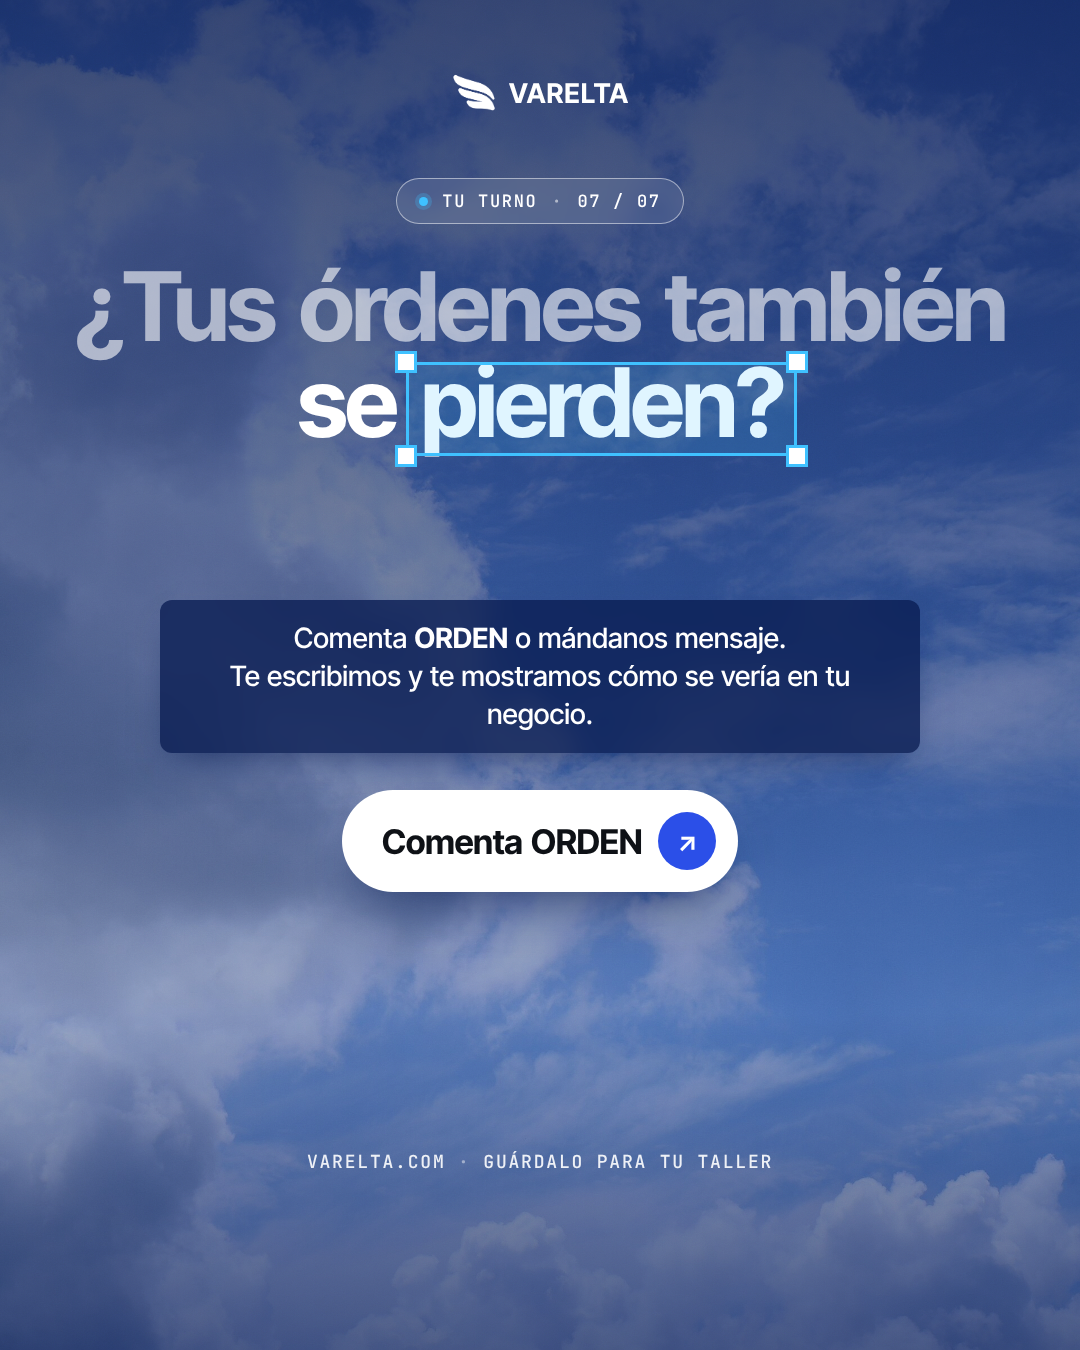 VARELTA
TU TURNO · 07 / 07
¿Tus órdenes también
se pierden?
Comenta ORDEN o mándanos mensaje.
Te escribimos y te mostramos cómo se vería en tu
negocio.
Comenta ORDEN
VARELTA.COM · GUÁRDALO PARA TU TALLER